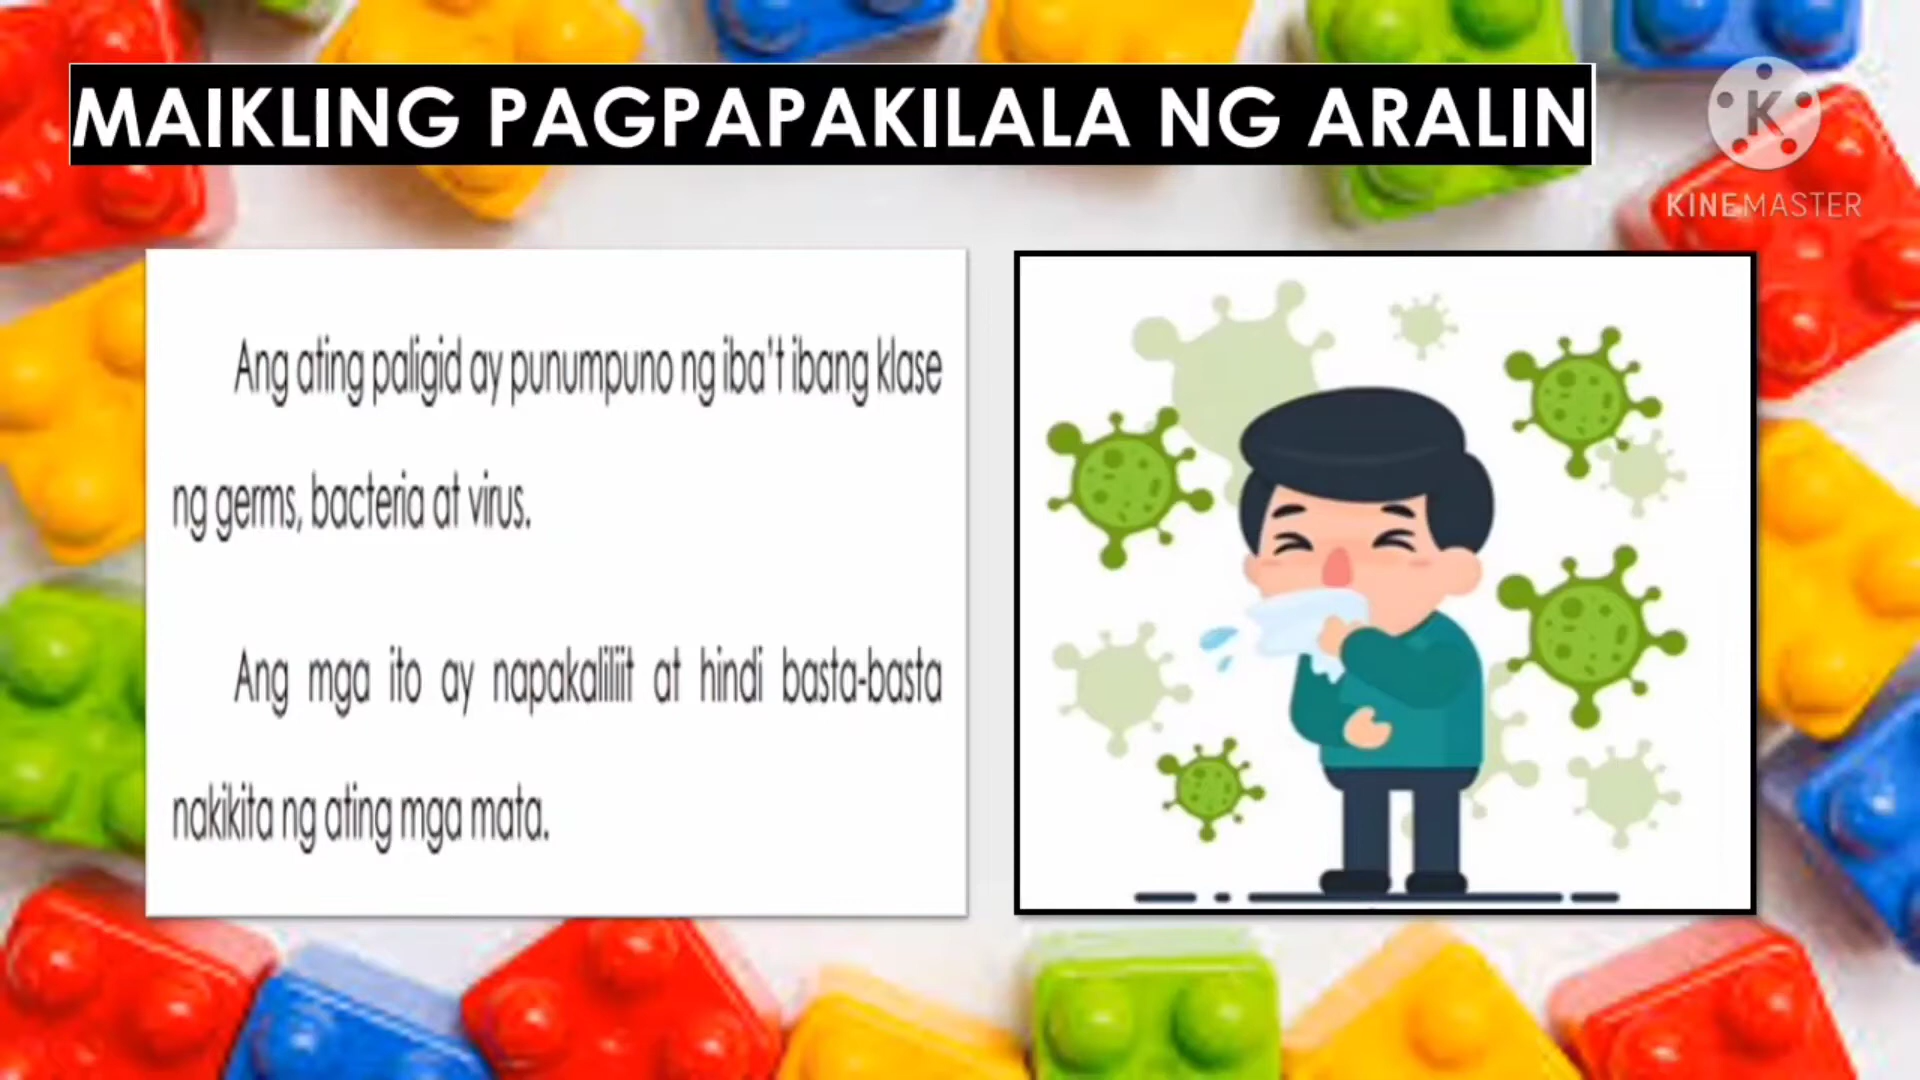 MAIKLING PAGPAPAKILALA NG ARALIN
K
KINEMASTER
Ang ating paligid ay punumpuno ng iba't ibang klase
ng germs, bacteria at virus.
Ang mga ito ay napakaliliit at hindi basta-basta
nakikita ng ating mga mata.